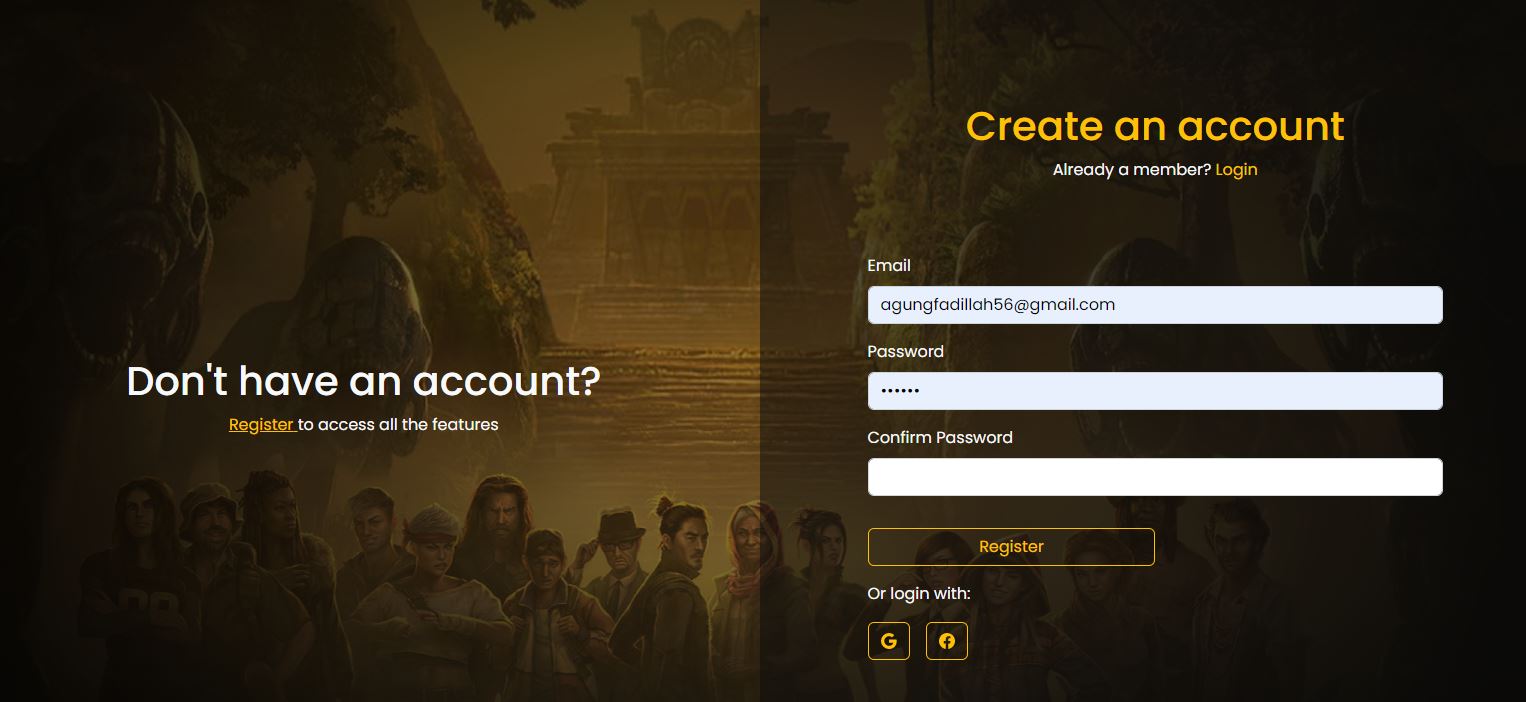 Don't have an account?
Register to access all the features
Create an account
Already a member? Login
Email
agungfadillah56@gmail.com
Password
••••••
Confirm Password
Register
Or login with: